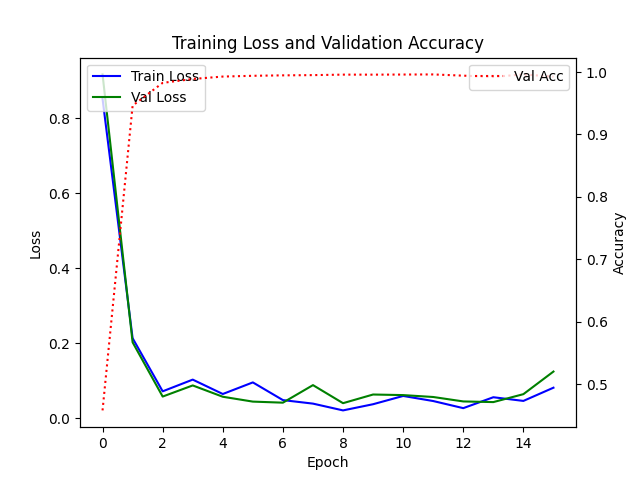 Training Loss and Validation Accuracy
Train Loss
Val Loss
Val Acc
Loss
0.8
0.6
0.4
0.2
0.0
1.0
0.9
0.8
0.7
0.6
0.5
Accuracy
0 2 4 6 8 10 12 14
Epoch